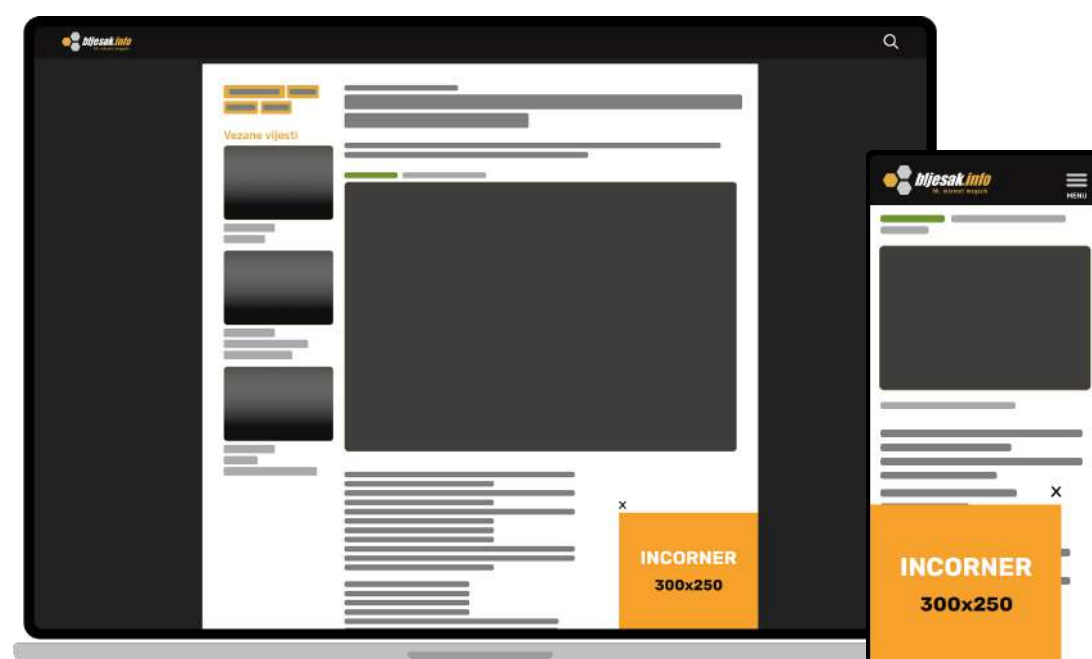 bljesak.info
Vezane vijesti
x
INCORNER
300x250
bljesak.info
MENU
x
INCORNER
300x250